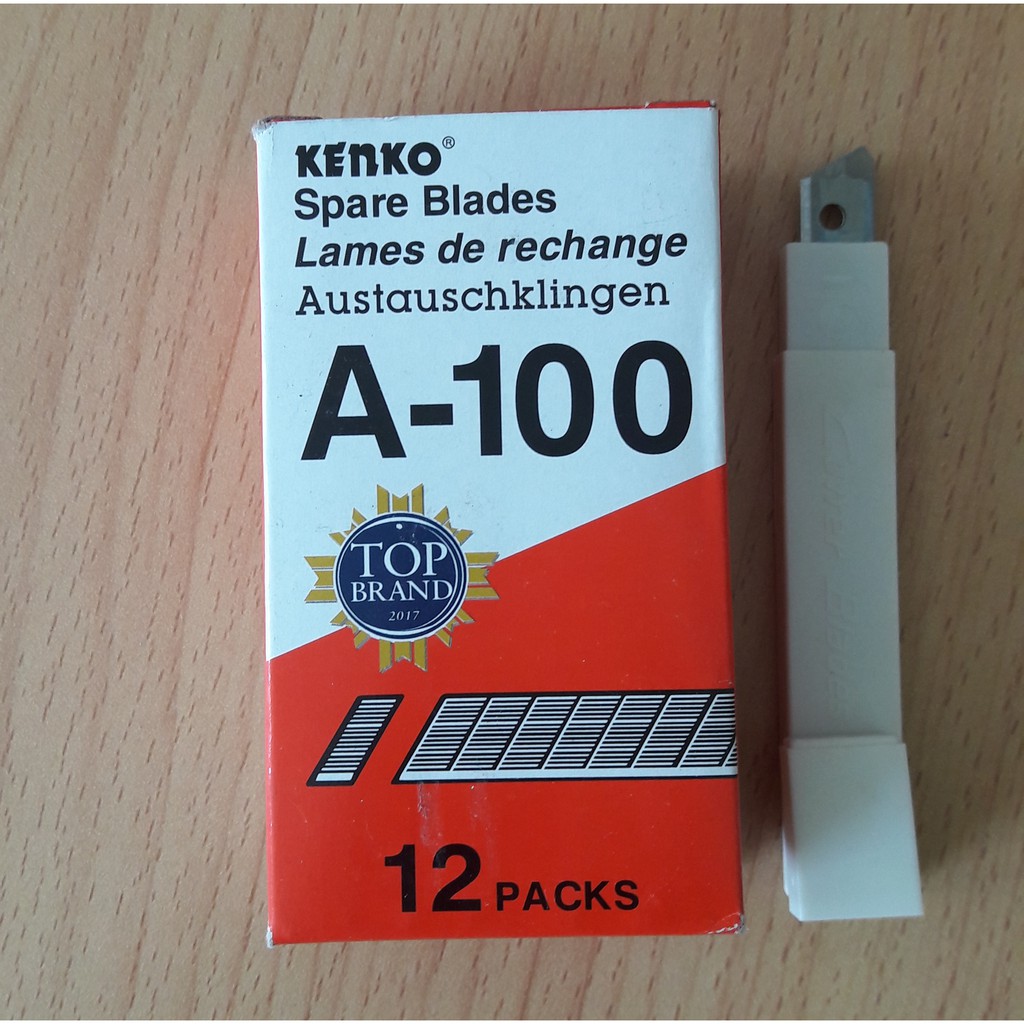 KENKO®
Spare Blades
Lames de rechange
Austauschklingen
A-100
TOP
BRAND
2017
12 PACKS